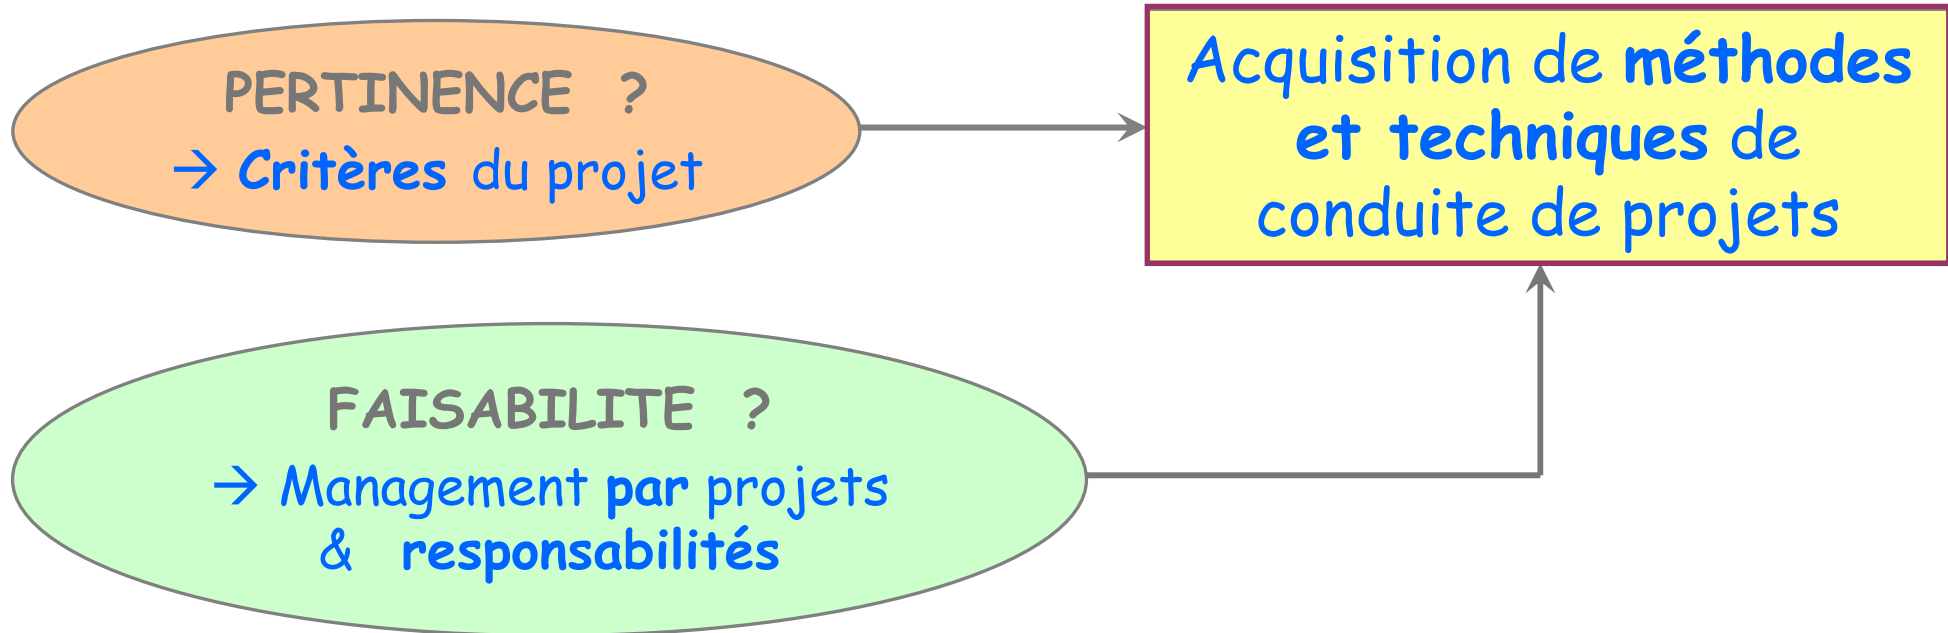 PERTINENCE ?
→ Critères du projet
Acquisition de méthodes
et techniques de
conduite de projets
FAISABILITE ?
→ Management par projets
& responsabilités